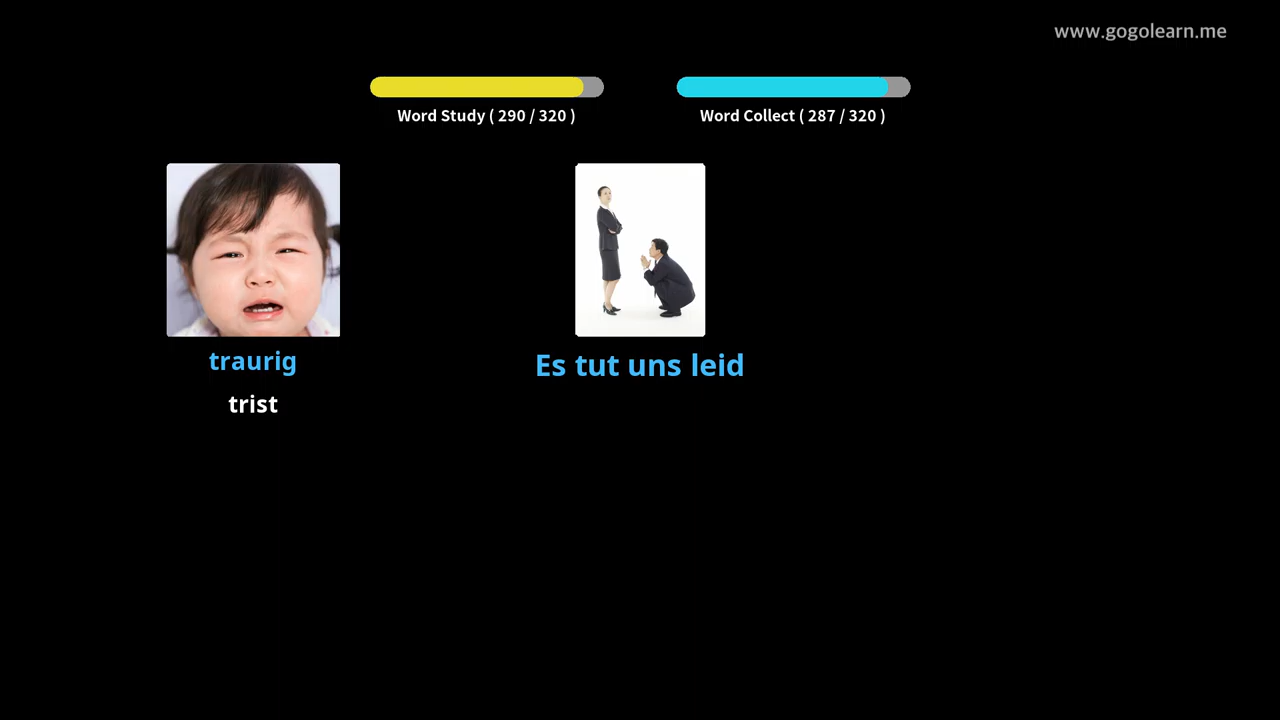 www.gogolearn.me
Word Study ( 290 / 320 )
Word Collect ( 287 / 320 )
traurig
trist
Es tut uns leid